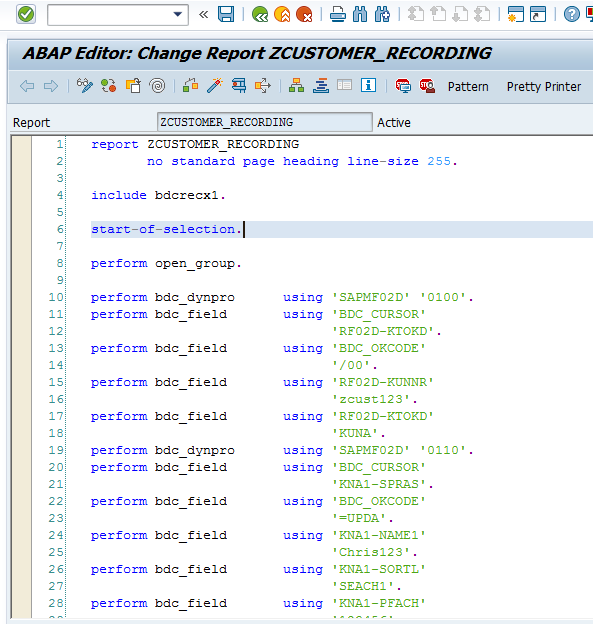 «
ABAP Editor: Change Report ZCUSTOMER_RECORDING
Pattern Pretty Printer
Report ZCUSTOMER_RECORDING Active
1 report ZCUSTOMER_RECORDING
2 no standard page heading line-size 255.
3
4 include bdcrecx1.
5
6 start-of-selection.
7
8 perform open_group.
9
10 perform bdc_dynpro using 'SAPMF02D' '0100'.
11 perform bdc_field using 'BDC_CURSOR'
12 'RF02D-KTOKD'.
13 perform bdc_field using 'BDC_OKCODE'
14 '/00'.
15 perform bdc_field using 'RF02D-KUNNR'
16 'zcust123'.
17 perform bdc_field using 'RF02D-KTOKD'
18 'KUNA'.
19 perform bdc_dynpro using 'SAPMF02D' '0110'.
20 perform bdc_field using 'BDC_CURSOR'
21 'KNA1-SPRAS'.
22 perform bdc_field using 'BDC_OKCODE'
23 '=UPDA'.
24 perform bdc_field using 'KNA1-NAME1'
25 'Chris123'.
26 perform bdc_field using 'KNA1-SORTL'
27 'SEACH1'.
28 perform bdc_field using 'KNA1-PFACH'